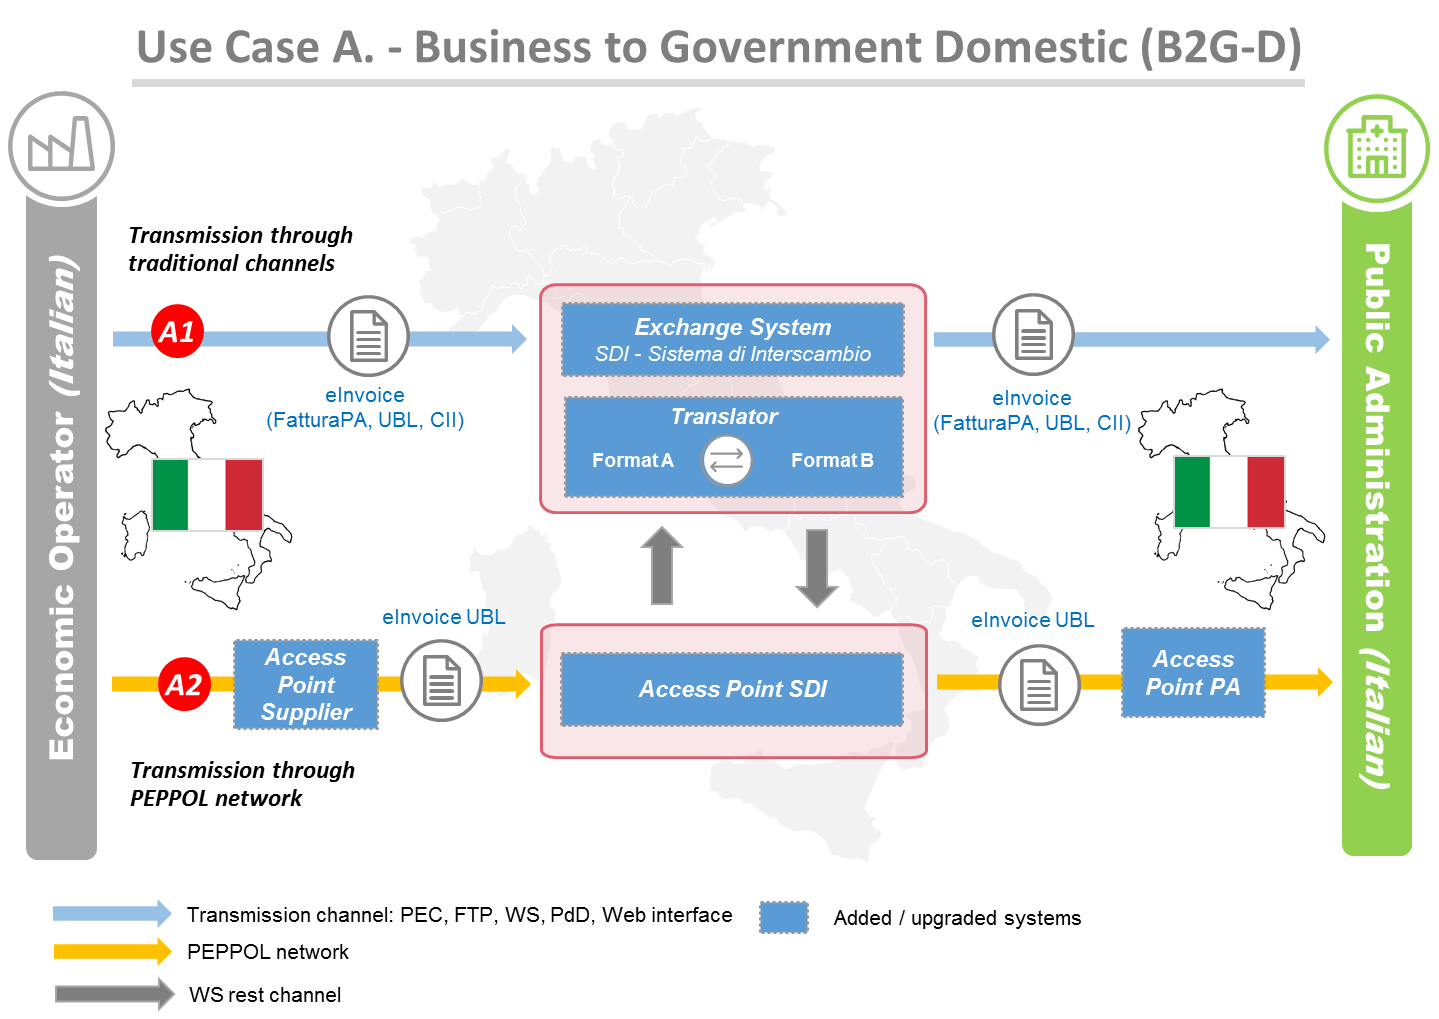 Use Case A. - Business to Government Domestic (B2G-D)
Economic Operator (Italian)
Transmission through
traditional channels
A1
eInvoice
(FatturaPA, UBL, CII)
Exchange System
SDI - Sistema di Interscambio
Translator
Format A
Format B
eInvoice
(FatturaPA, UBL, CII)
Public Administration (Italian)
A2
Access
Point
Supplier
eInvoice UBL
Access Point SDI
eInvoice UBL
Access
Point PA
Transmission through
PEPPOL network
Transmission channel: PEC, FTP, WS, PdD, Web interface
Added / upgraded systems
PEPPOL network
WS rest channel